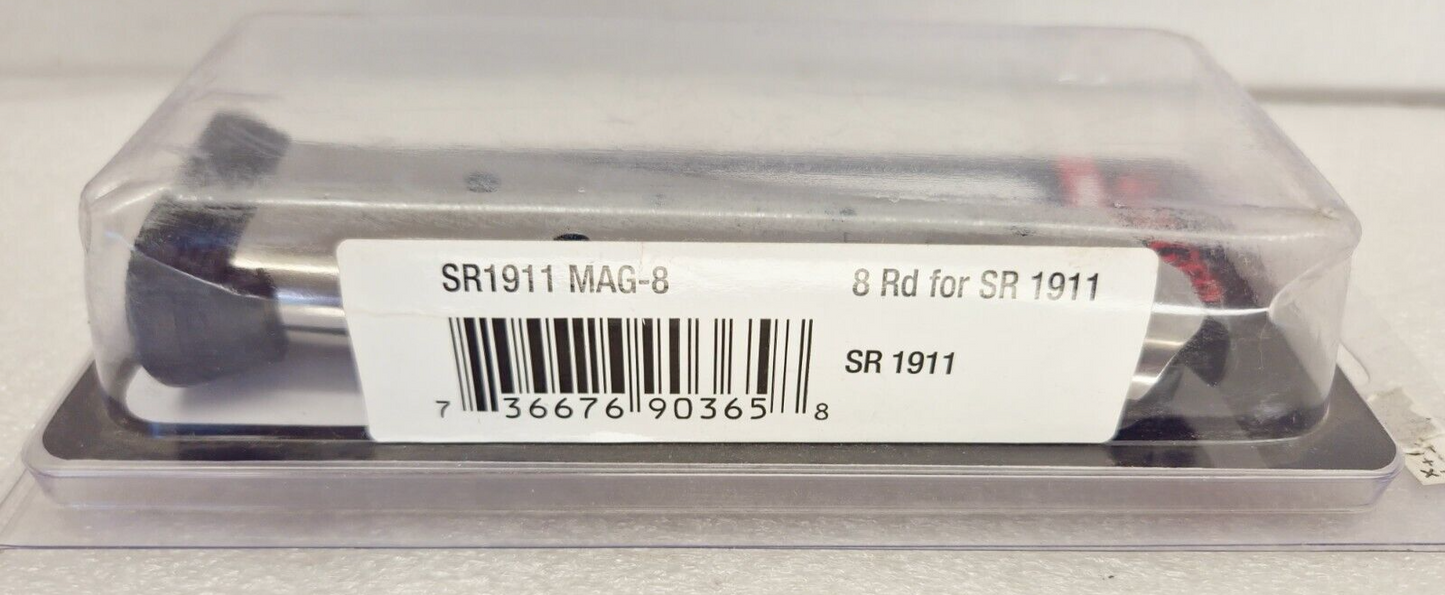 SR1911 MAG-8
8 Rd for SR 1911
SR 1911
7 36676 90365 8